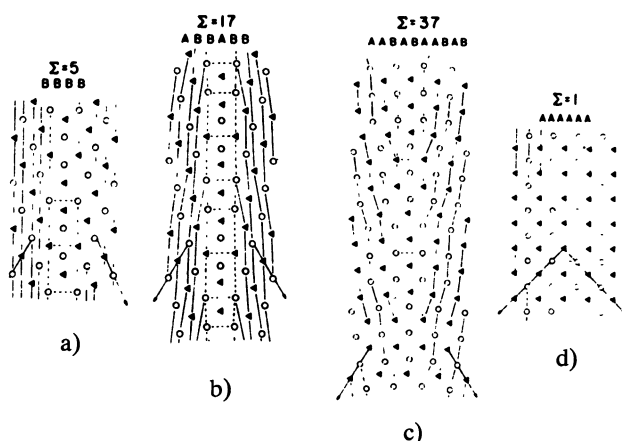 Σ=5
BBBB
a)
Σ=17
ABBABB
b)
Σ=37
AABABAABAB
c)
Σ=1
AAAAAA
d)